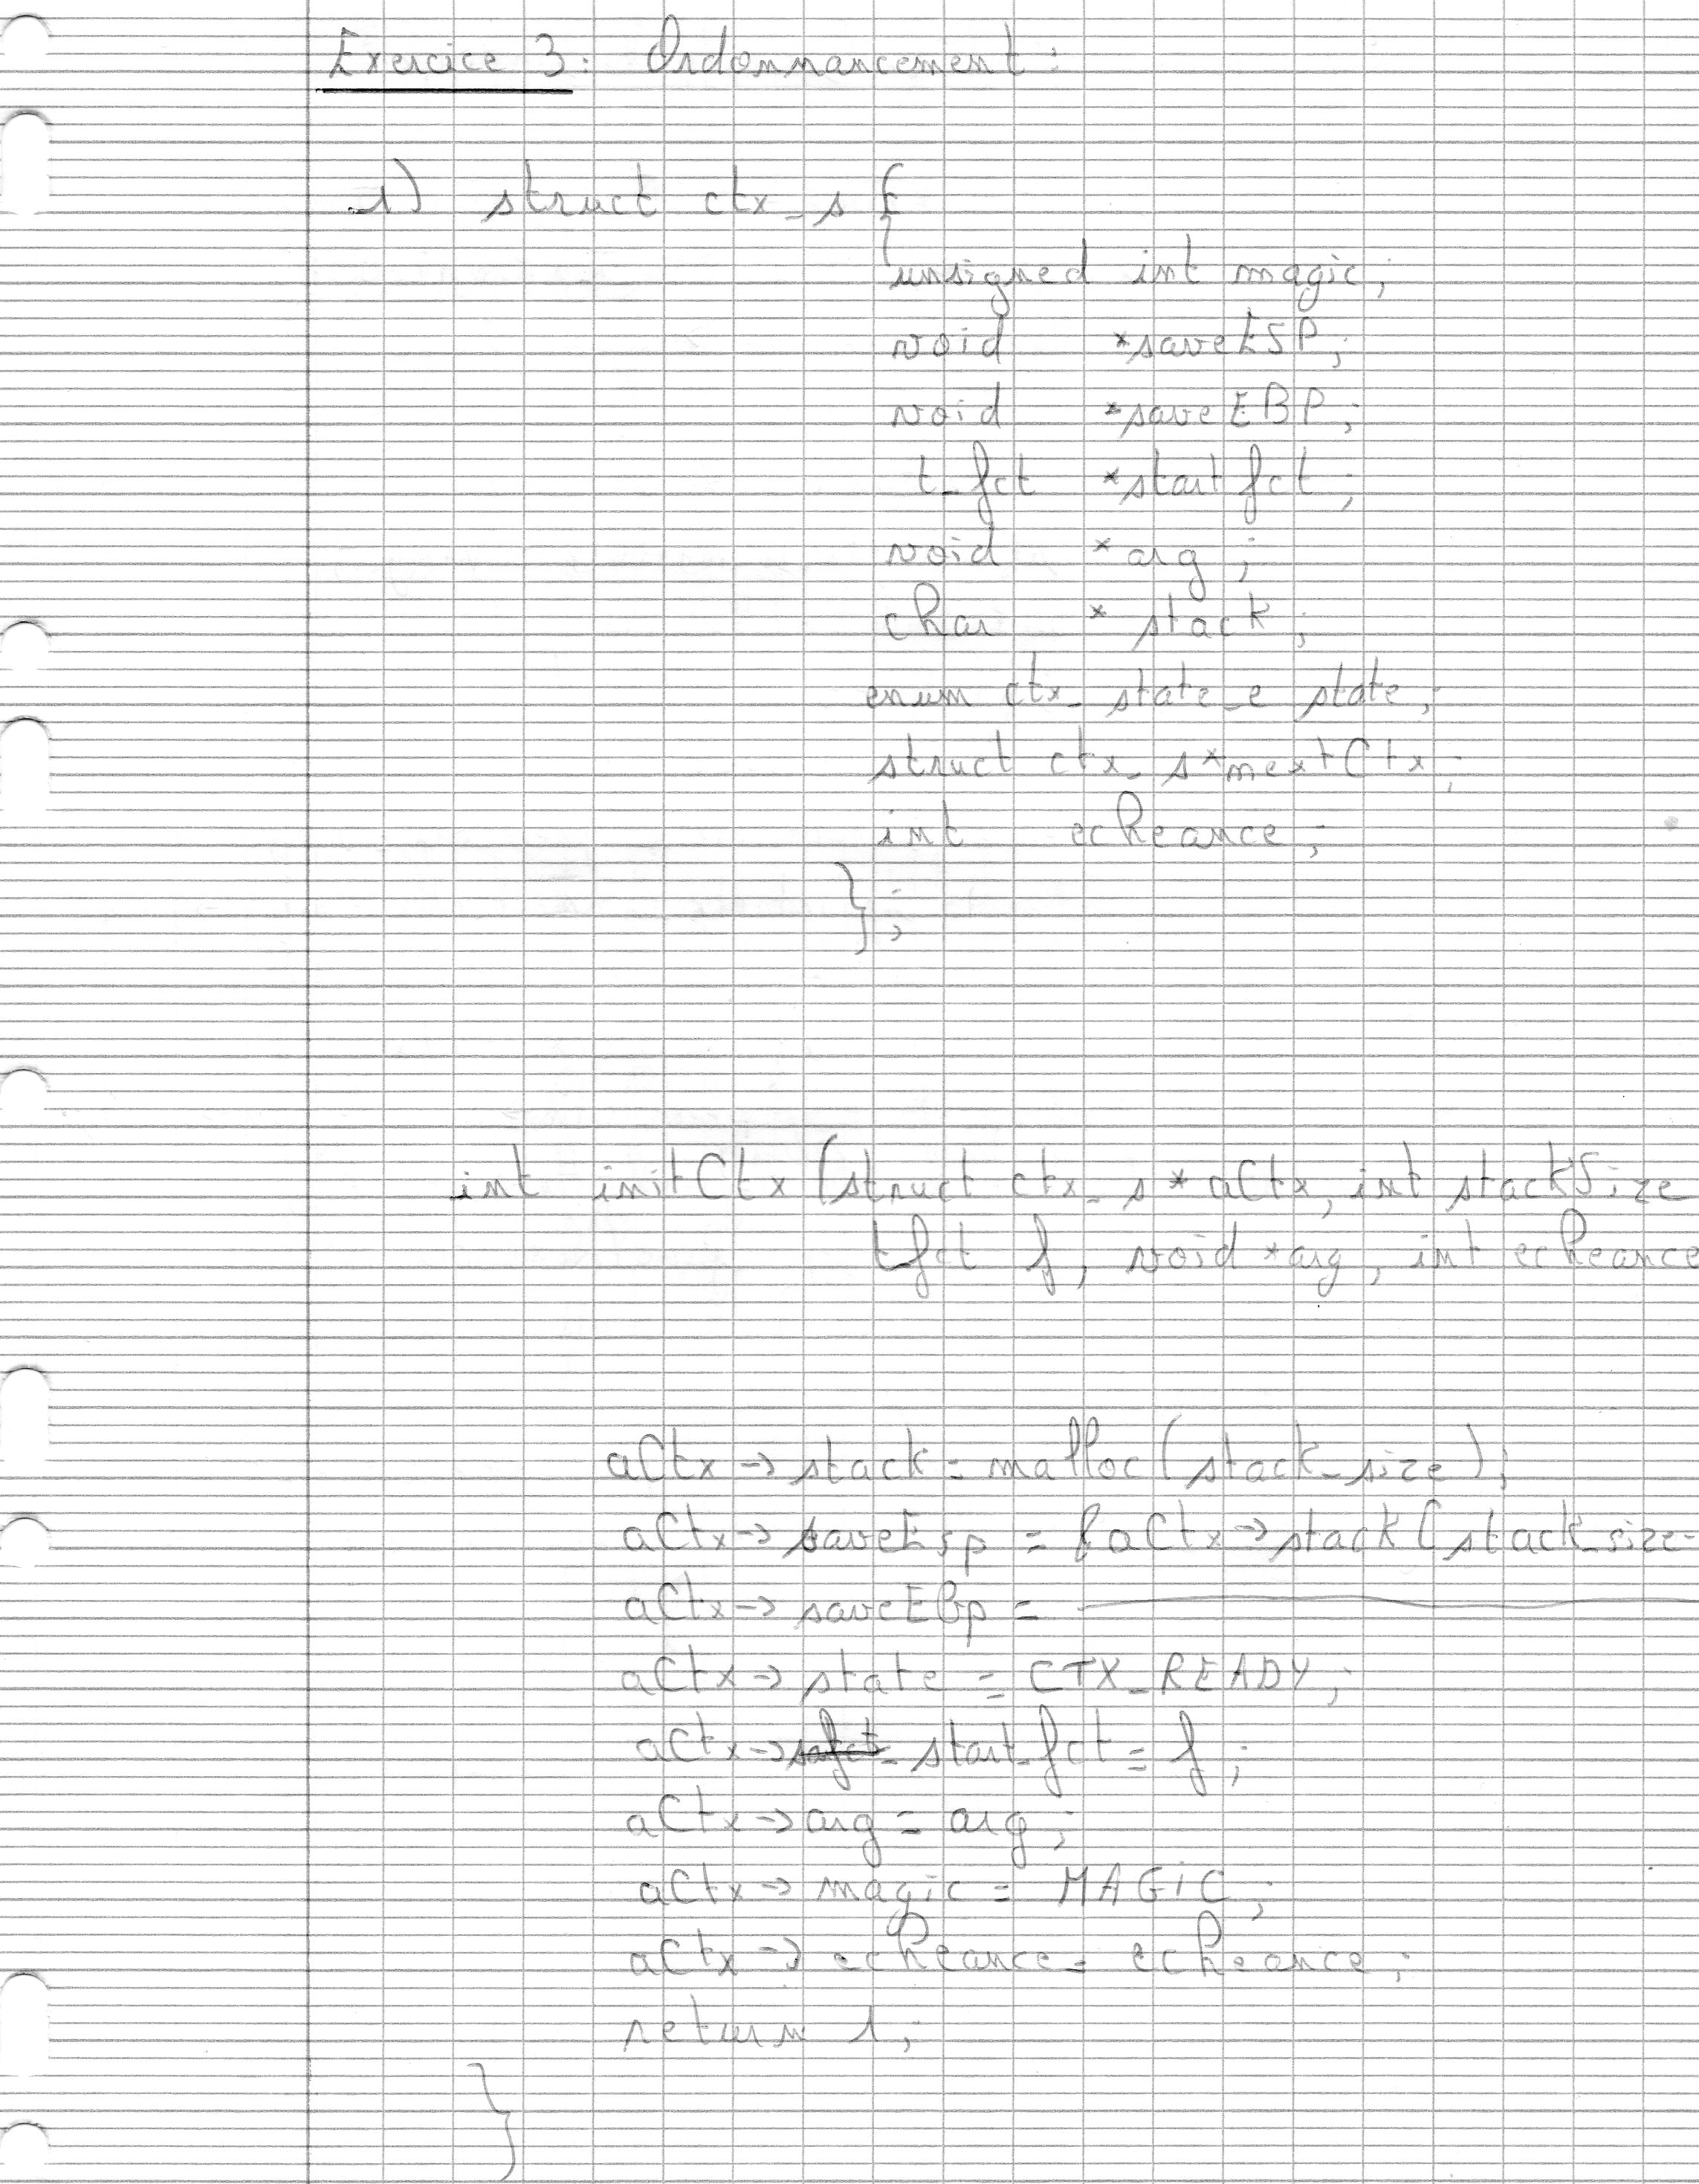 Exercice 3: Ordonnancement:
1) struct ctx_s {
unsigned int magic;
void *saveESP;
void *saveEBP;
t_fct *startfct;
void *arg;
char *stack;
enum ctx_state_e state;
struct ctx_s *nextCtx;
int echeance;
};
int initCtx (struct ctx_s * aCtx, int stackSize
tfct f, void *arg, int echeance
aCtx -> stack = malloc (stack_size);
aCtx -> saveEsp = & aCtx -> stack [stack_size-
aCtx -> saveEbp =
aCtx -> state = CTX_READY;
aCtx -> start_fct = f;
aCtx -> arg = arg;
aCtx -> magic = MAGiC;
aCtx -> echeance = echeance;
return 1;
}